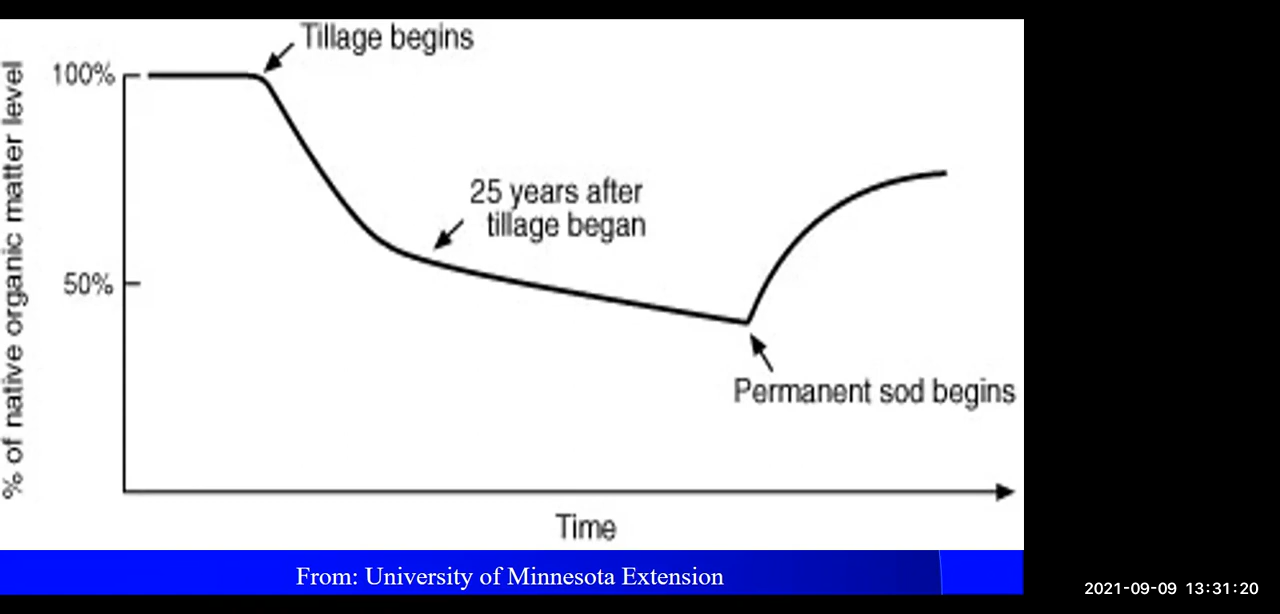 Tillage begins
100%
25 years after
tillage began
50%
% of native organic matter level
Permanent sod begins
Time
From: University of Minnesota Extension
2021-09-09 13:31:20